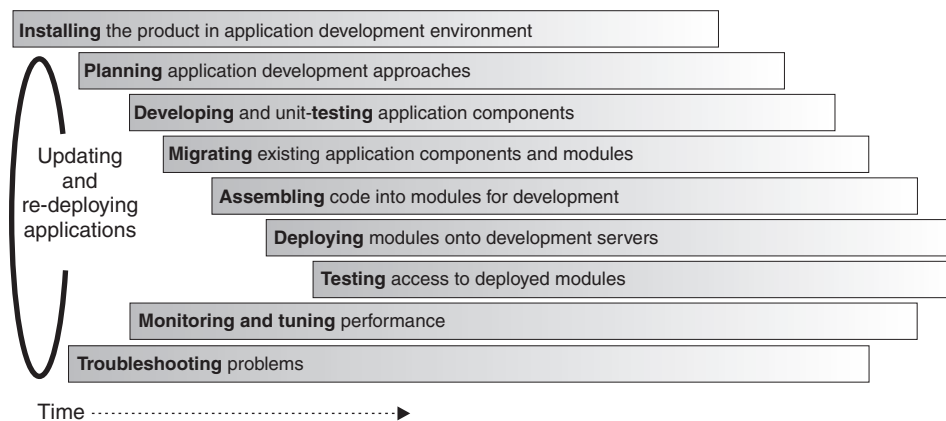 Installing the product in application development environment
Planning application development approaches
Developing and unit-testing application components
Migrating existing application components and modules
Updating
and
re-deploying
applications
Assembling code into modules for development
Deploying modules onto development servers
Testing access to deployed modules
Monitoring and tuning performance
Troubleshooting problems
Time